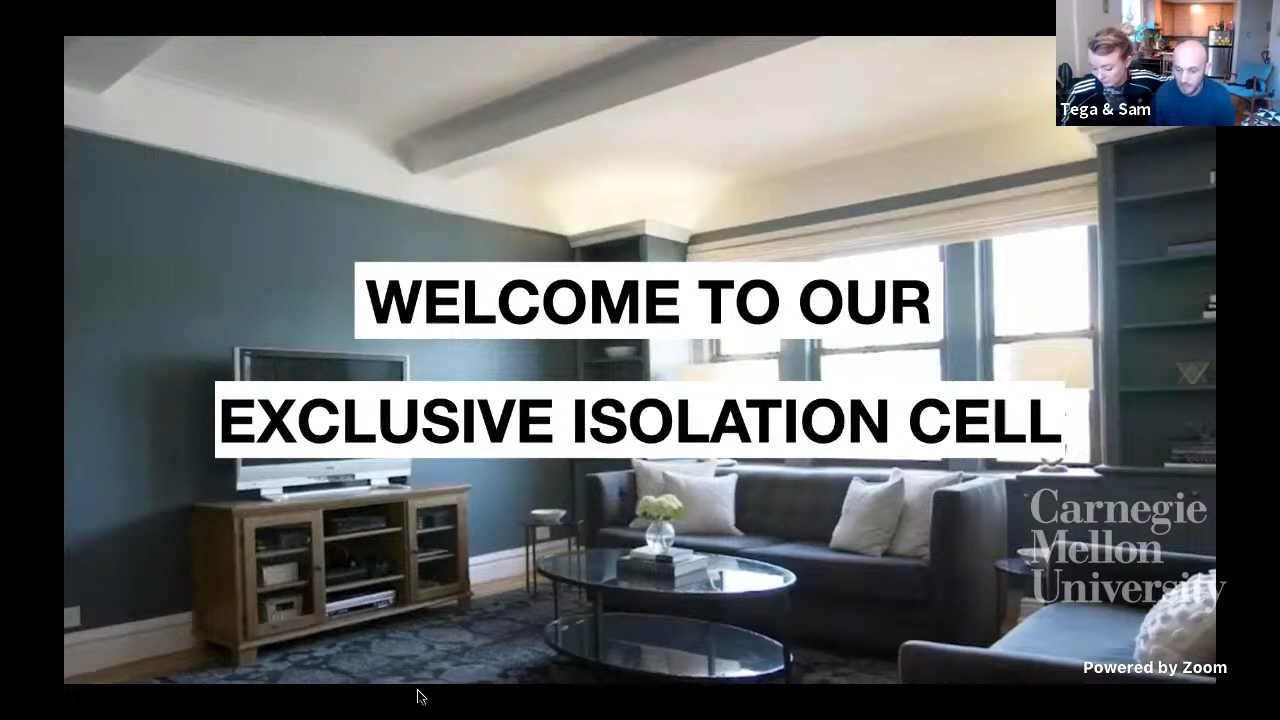 Tega & Sam
WELCOME TO OUR
EXCLUSIVE ISOLATION CELL
Carnegie
Mellon
University
Powered by Zoom